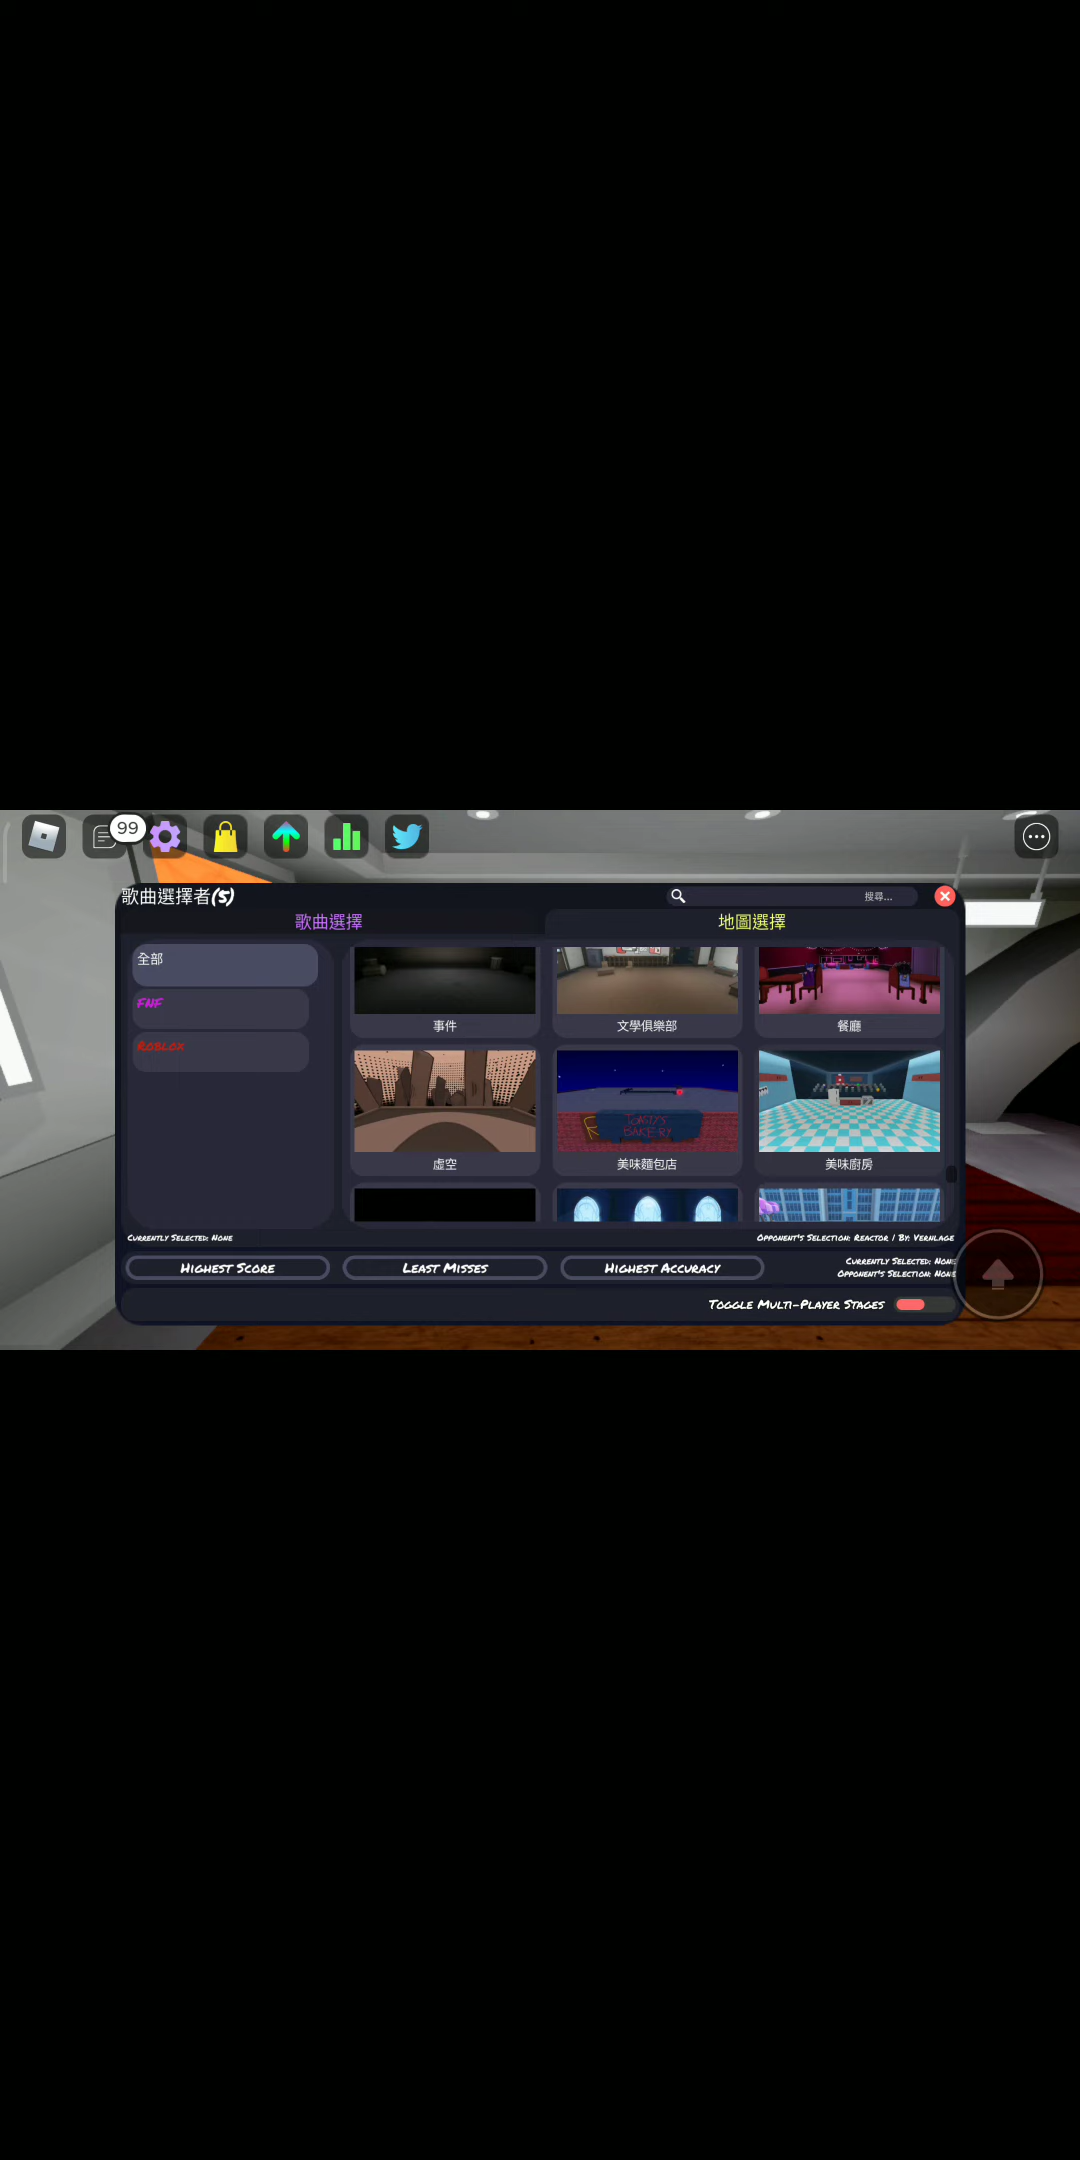 99
歌曲選擇者(5)
搜尋...
歌曲選擇
地圖選擇
全部
FNF
ROBLOX
事件
文學俱樂部
餐廳
虛空
TOASTY'S
BAKERY
美味麵包店
美味廚房
CURRENTLY SELECTED: NONE
OPPONENT'S SELECTION: REACTOR | BY: VERNLAGE
HIGHEST SCORE
LEAST MISSES
HIGHEST ACCURACY
CURRENTLY SELECTED: NONE
OPPONENT'S SELECTION: NONE
TOGGLE MULTI-PLAYER STAGES